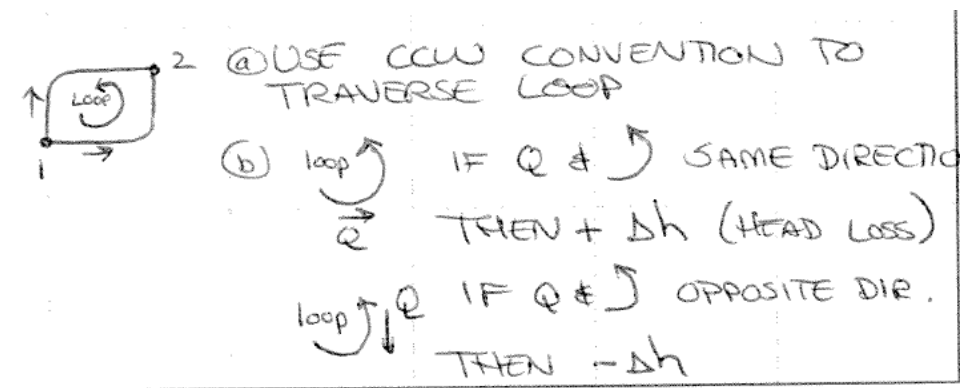 2 ⓐ USE CCW CONVENTION TO
Loop TRAVERSE LOOP
1
ⓑ loop IF Q & SAME DIRECTIO
Q THEN + Δh (HEAD LOSS)
loop Q IF Q & OPPOSITE DIR.
THEN - Δh